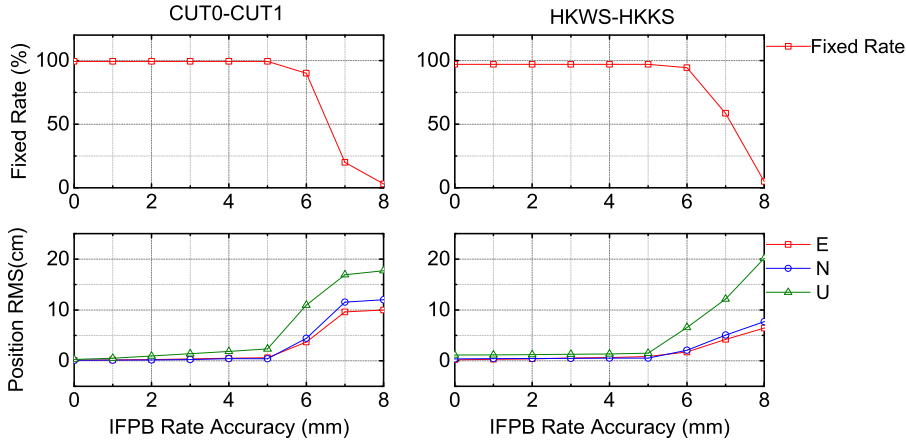 CUT0-CUT1
HKWS-HKKS
Fixed Rate (%)
100
50
0
0 2 4 6 8
100
50
0
0 2 4 6 8
Fixed Rate
Position RMS(cm)
20
10
0
0 2 4 6 8
IFPB Rate Accuracy (mm)
20
10
0
0 2 4 6 8
IFPB Rate Accuracy (mm)
E
N
U